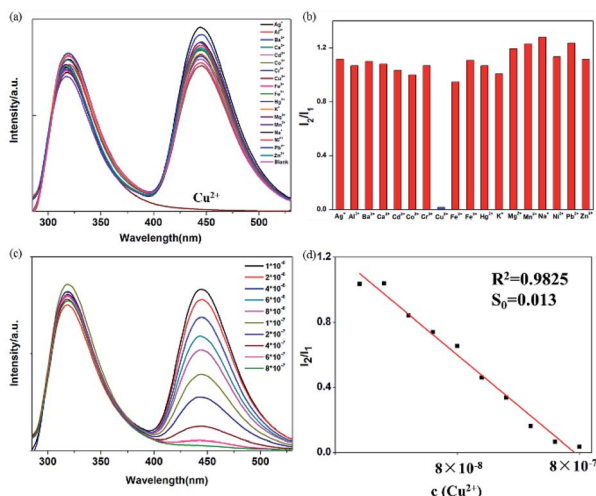 (a)
Intensity/a.u.
Ag⁺
Al³⁺
Ba²⁺
Ca²⁺
Cd²⁺
Co²⁺
Cr³⁺
Cu²⁺
Fe²⁺
Fe³⁺
Hg²⁺
K⁺
Mg²⁺
Mn²⁺
Na⁺
Ni²⁺
Pb²⁺
Zn²⁺
Blank
Cu²⁺
300 350 400 450 500
Wavelength(nm)
(b)
I₂/I₁
1.2
0.8
0.4
0.0
Ag⁺ Al³⁺ Ba²⁺ Ca²⁺ Cd²⁺ Co²⁺ Cr³⁺ Cu²⁺ Fe²⁺ Fe³⁺ Hg²⁺ K⁺ Mg²⁺ Mn²⁺ Na⁺ Ni²⁺ Pb²⁺ Zn²⁺
(c)
Intensity/a.u.
1*10⁻⁸
2*10⁻⁸
4*10⁻⁸
6*10⁻⁸
8*10⁻⁸
1*10⁻⁷
2*10⁻⁷
4*10⁻⁷
6*10⁻⁷
8*10⁻⁷
300 350 400 450 500
Wavelength(nm)
(d)
I₂/I₁
1.2
0.8
0.4
0.0
R²=0.9825
S₀=0.013
8×10⁻⁸ 8×10⁻⁷
c (Cu²⁺)